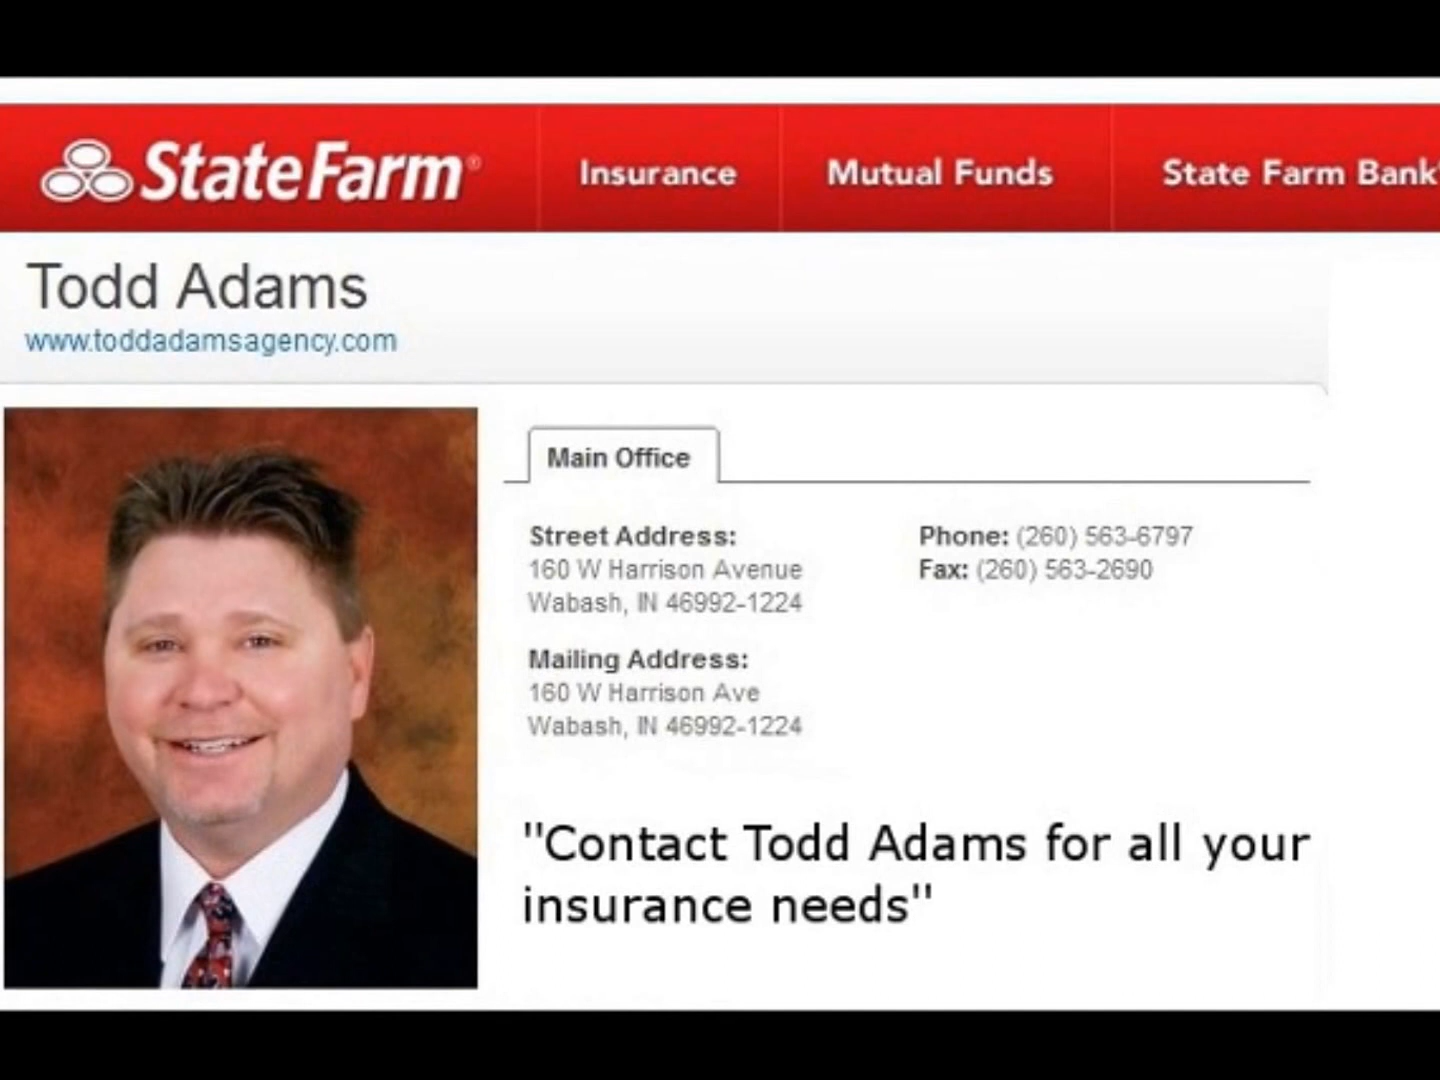 StateFarm®
Insurance
Mutual Funds
State Farm Bank®
Todd Adams
www.toddadamsagency.com
Main Office
Street Address:
160 W Harrison Avenue
Wabash, IN 46992-1224
Phone: (260) 563-6797
Fax: (260) 563-2690
Mailing Address:
160 W Harrison Ave
Wabash, IN 46992-1224
"Contact Todd Adams for all your
insurance needs"